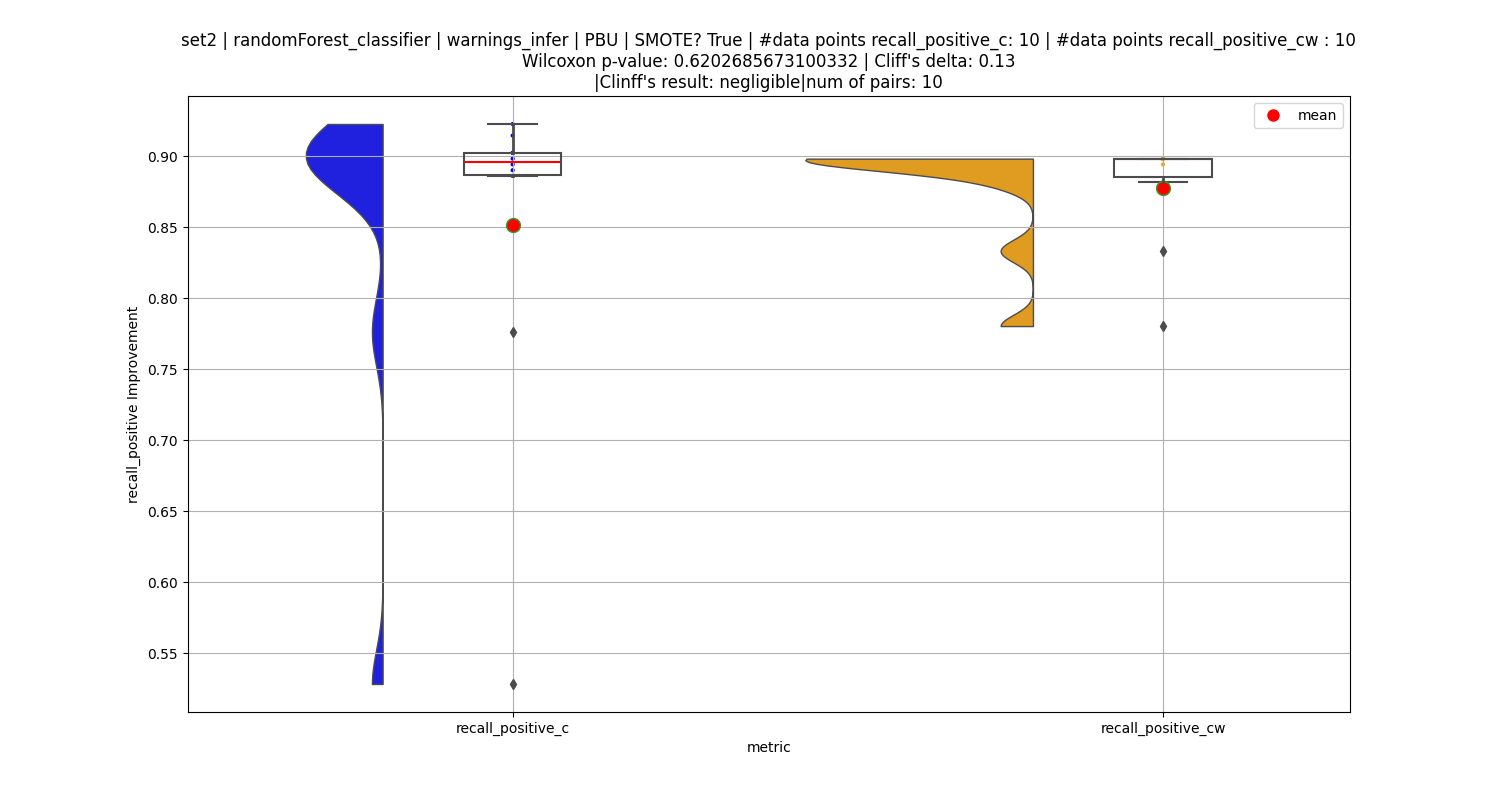 set2 | randomForest_classifier | warnings_infer | PBU | SMOTE? True | #data points recall_positive_c: 10 | #data points recall_positive_cw : 10
Wilcoxon p-value: 0.6202685673100332 | Cliff's delta: 0.13
|Clinff's result: negligible|num of pairs: 10
mean
recall_positive Improvement
0.90
0.85
0.80
0.75
0.70
0.65
0.60
0.55
recall_positive_c
recall_positive_cw
metric